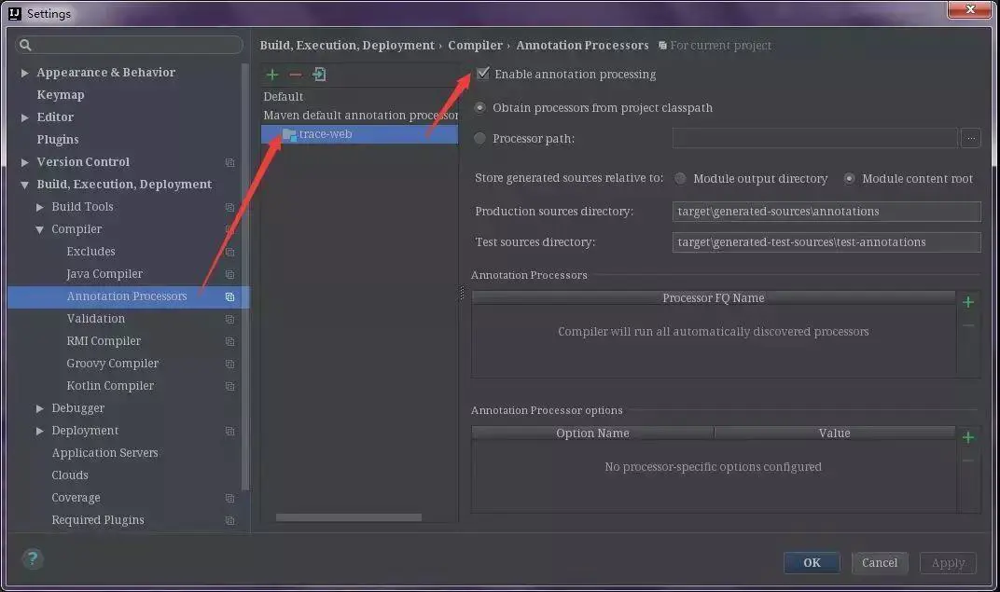 Settings
Build, Execution, Deployment › Compiler › Annotation Processors For current project
Appearance & Behavior
Keymap
Editor
Plugins
Version Control
Build, Execution, Deployment
Build Tools
Compiler
Excludes
Java Compiler
Annotation Processors
Validation
RMI Compiler
Groovy Compiler
Kotlin Compiler
Debugger
Deployment
Application Servers
Clouds
Coverage
Required Plugins
Default
Maven default annotation processor
trace-web
Enable annotation processing
Obtain processors from project classpath
Processor path:
...
Store generated sources relative to: Module output directory Module content root
Production sources directory: target\generated-sources\annotations
Test sources directory: target\generated-test-sources\test-annotations
Annotation Processors
Processor FQ Name
Compiler will run all automatically discovered processors
Annotation Processor options
Option Name Value
No processor-specific options configured
?
OK Cancel Apply